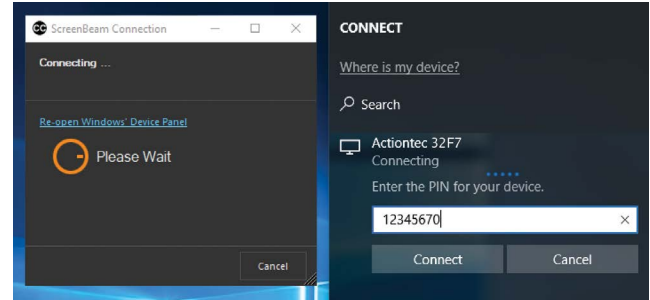 CC ScreenBeam Connection
Connecting ...
Re-open Windows' Device Panel
Please Wait
Cancel
CONNECT
Where is my device?
Search
Actiontec 32F7
Connecting
Enter the PIN for your device.
12345670
Connect Cancel